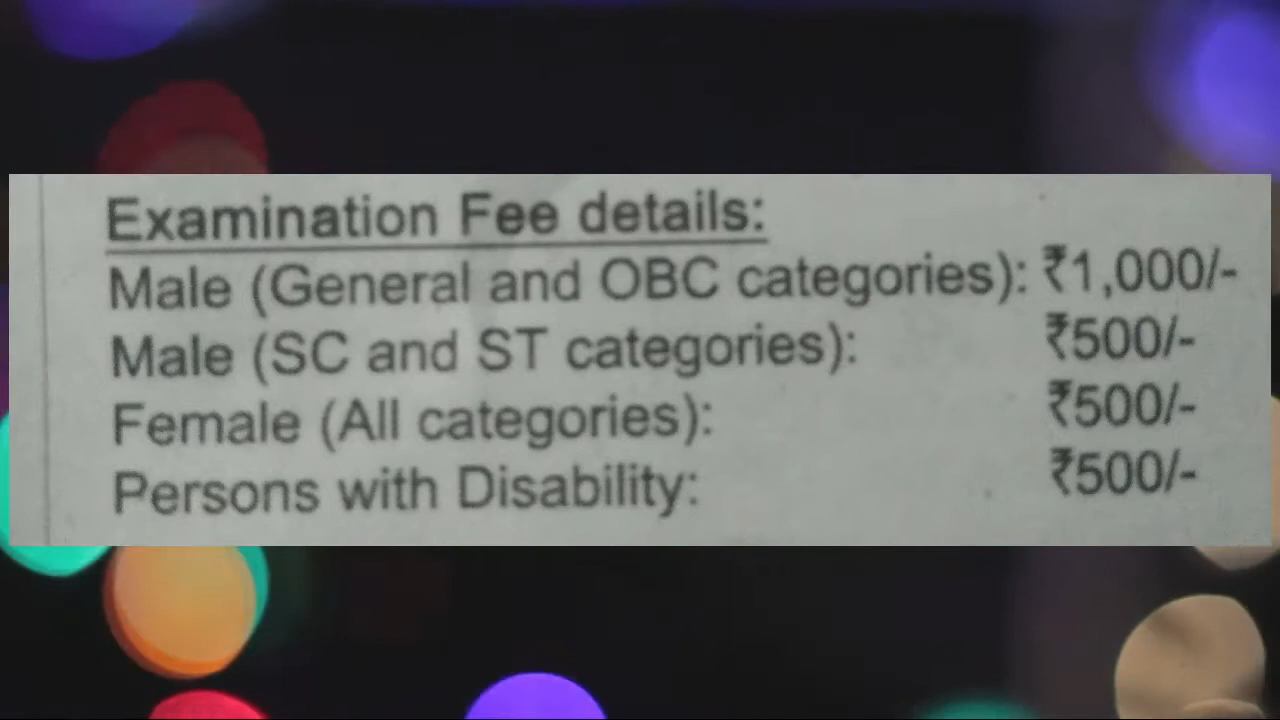 Examination Fee details:
Male (General and OBC categories): ₹1,000/-
Male (SC and ST categories): ₹500/-
Female (All categories): ₹500/-
Persons with Disability: ₹500/-